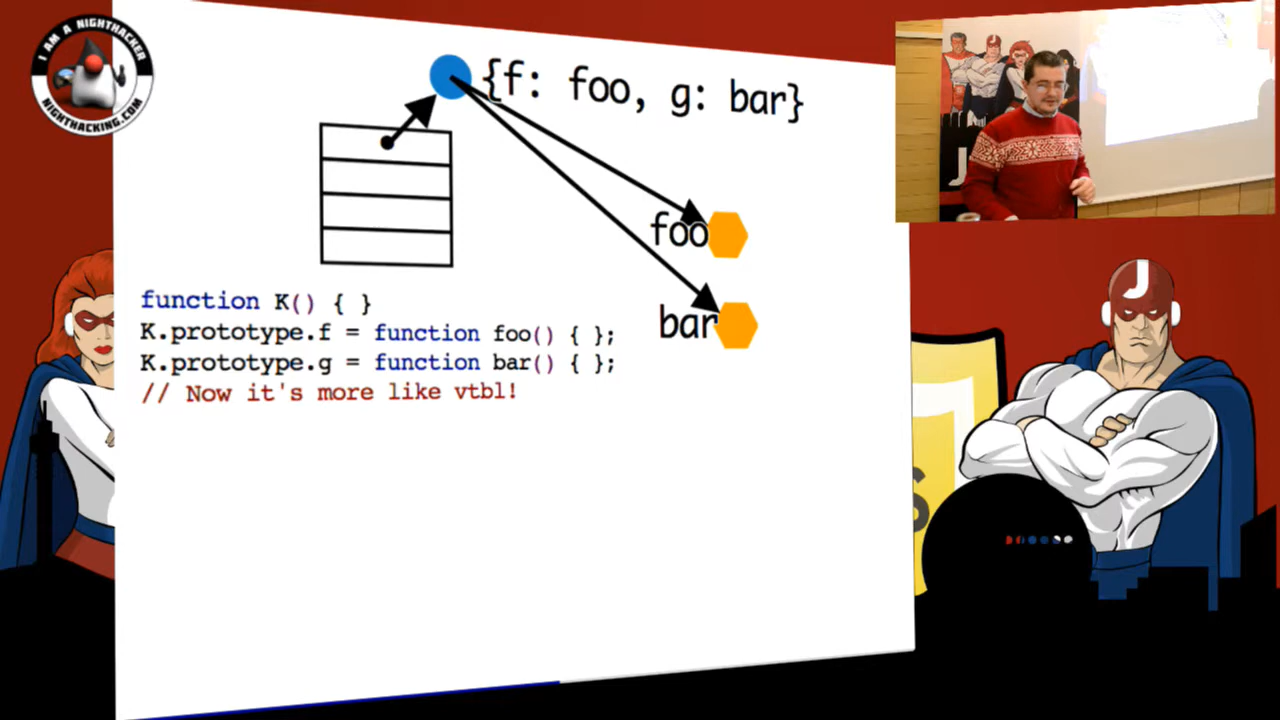 I AM A NIGHTHACKER
NIGHTHACKING.COM
{f: foo, g: bar}
foo
bar
function K() { }
K.prototype.f = function foo() { };
K.prototype.g = function bar() { };
// Now it's more like vtbl!
J
J
S